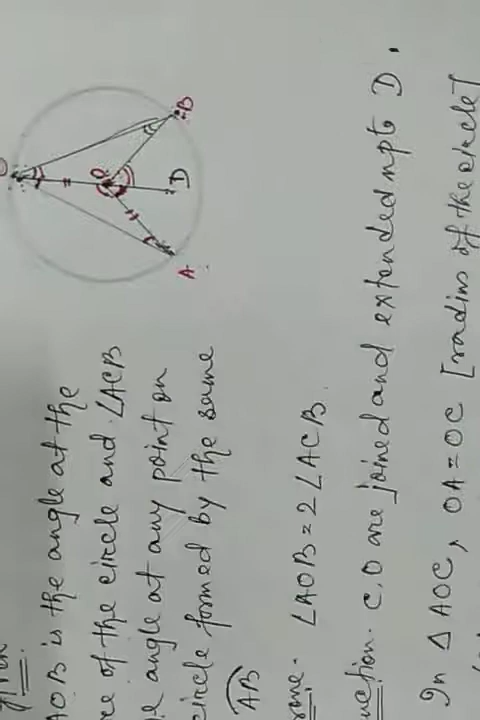 given
AOB is the angle at the
of the circle and ∠ACB
angle at any point on
circle formed by the same
AB
∠AOB = 2∠ACB.
C, O are joined and extended upto D.
In △ AOC, OA = OC [radius of the circle]
O
B
D
A